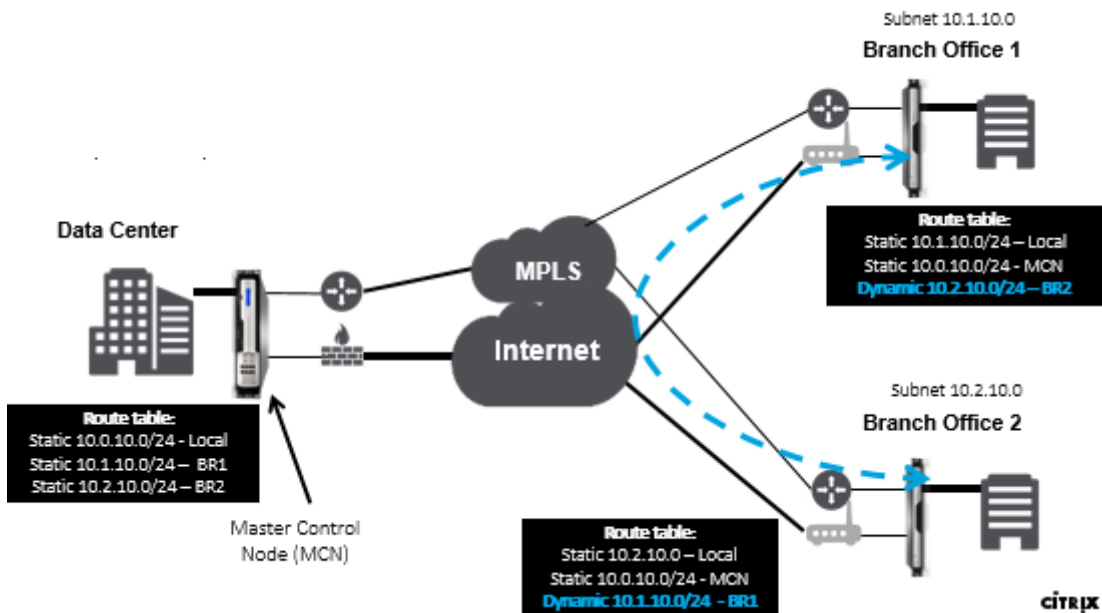 Subnet 10.1.10.0
Branch Office 1
Data Center
MPLS
Internet
Route table:
Static 10.1.10.0/24 – Local
Static 10.0.10.0/24 - MCN
Dynamic 10.2.10.0/24 – BR2
Subnet 10.2.10.0
Branch Office 2
Route table:
Static 10.0.10.0/24 - Local
Static 10.1.10.0/24 – BR1
Static 10.2.10.0/24 – BR2
Master Control
Node (MCN)
Route table:
Static 10.2.10.0 – Local
Static 10.0.10.0/24 - MCN
Dynamic 10.1.10.0/24 - BR1
CITRIX